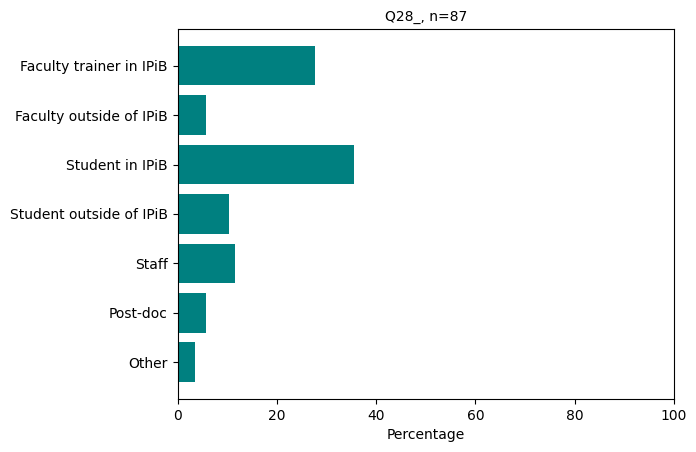 Q28_, n=87
Faculty trainer in IPiB
Faculty outside of IPiB
Student in IPiB
Student outside of IPiB
Staff
Post-doc
Other
0 20 40 60 80 100
Percentage